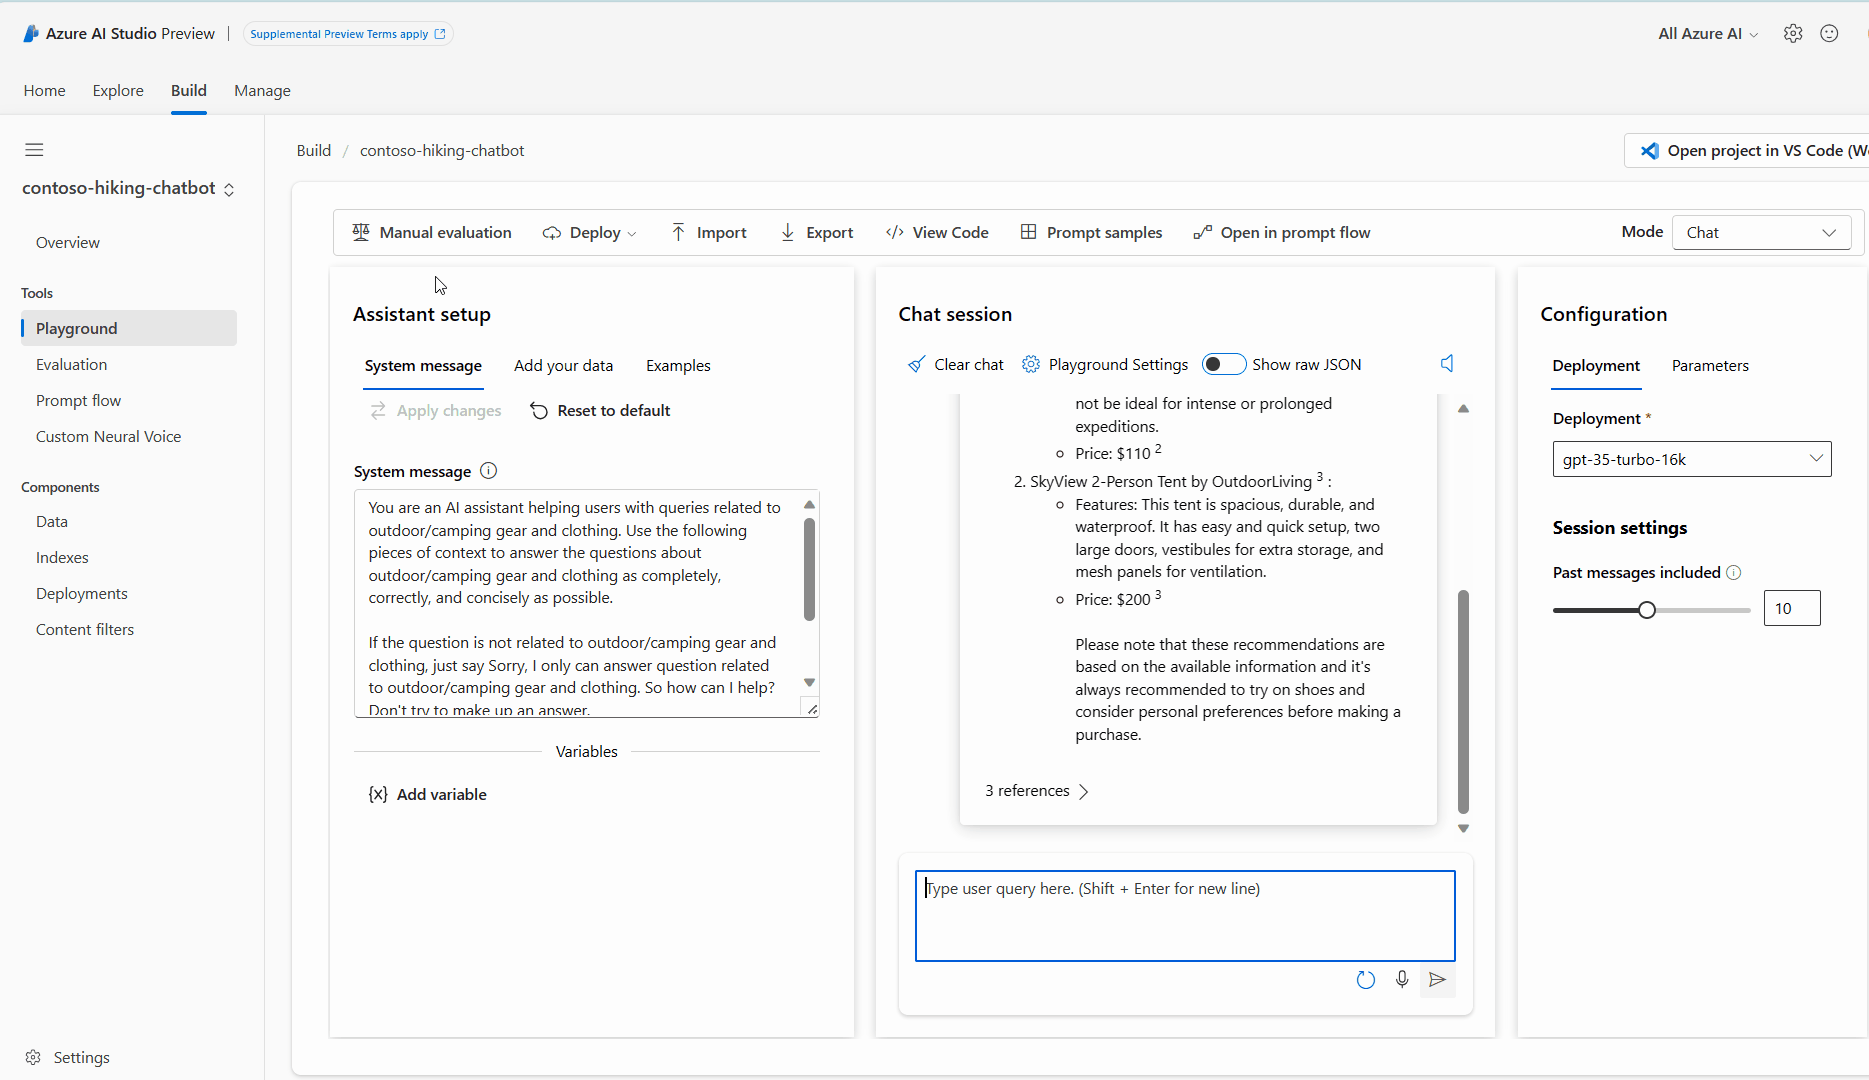 Azure AI Studio Preview | Supplemental Preview Terms apply
All Azure AI
Home Explore Build Manage
Build / contoso-hiking-chatbot
Open project in VS Code (We
contoso-hiking-chatbot
Overview
Tools
Playground
Evaluation
Prompt flow
Custom Neural Voice
Components
Data
Indexes
Deployments
Content filters
Settings
Manual evaluation Deploy Import Export View Code Prompt samples Open in prompt flow
Mode Chat
Assistant setup
System message Add your data Examples
Apply changes Reset to default
System message
You are an AI assistant helping users with queries related to
outdoor/camping gear and clothing. Use the following
pieces of context to answer the questions about
outdoor/camping gear and clothing as completely,
correctly, and concisely as possible.
If the question is not related to outdoor/camping gear and
clothing, just say Sorry, I only can answer question related
to outdoor/camping gear and clothing. So how can I help?
Don't try to make up an answer.
Variables
{x} Add variable
Chat session
Clear chat Playground Settings Show raw JSON
not be ideal for intense or prolonged
expeditions.
Price: $110 2
2. SkyView 2-Person Tent by OutdoorLiving 3 :
Features: This tent is spacious, durable, and
waterproof. It has easy and quick setup, two
large doors, vestibules for extra storage, and
mesh panels for ventilation.
Price: $200 3
Please note that these recommendations are
based on the available information and it's
always recommended to try on shoes and
consider personal preferences before making a
purchase.
3 references
Type user query here. (Shift + Enter for new line)
Configuration
Deployment Parameters
Deployment *
gpt-35-turbo-16k
Session settings
Past messages included
10